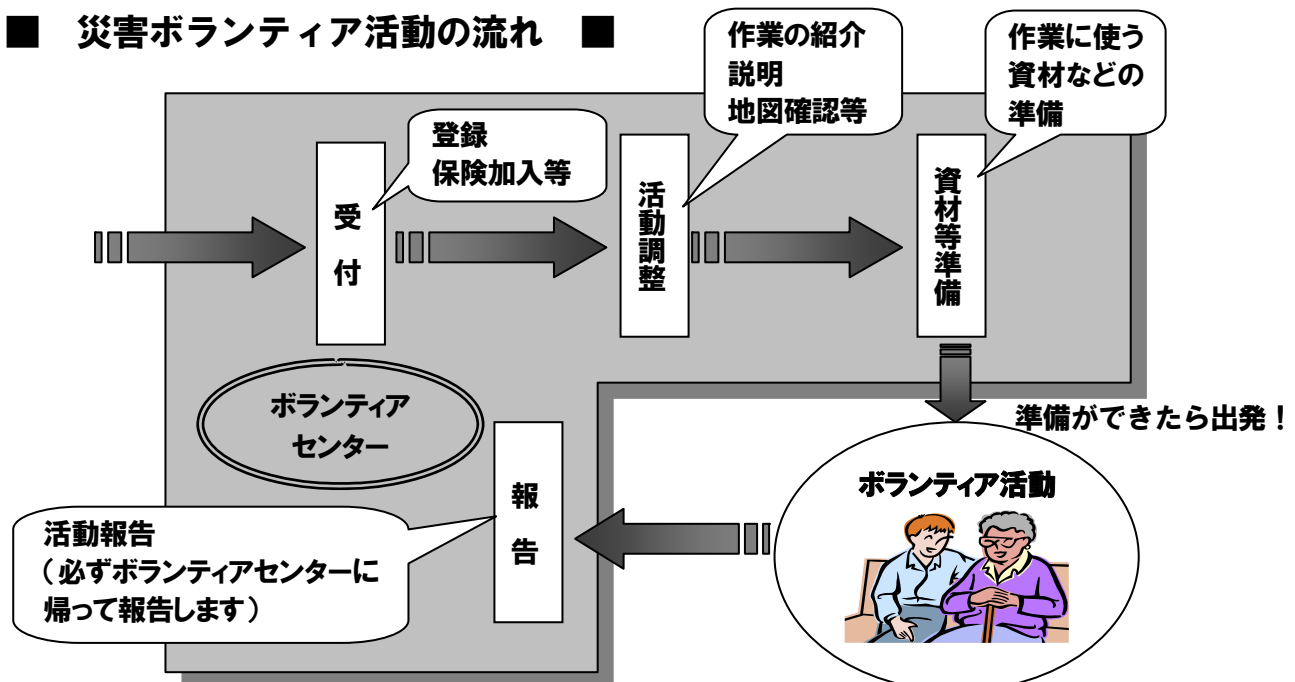 ■ 災害ボランティア活動の流れ ■
作業の紹介
説明
地図確認等
作業に使う
資材などの
準備
登録
保険加入等
受付
活動調整
資材等準備
ボランティア
センター
準備ができたら出発！
ボランティア活動
報告
活動報告
（必ずボランティアセンターに
帰って報告します）